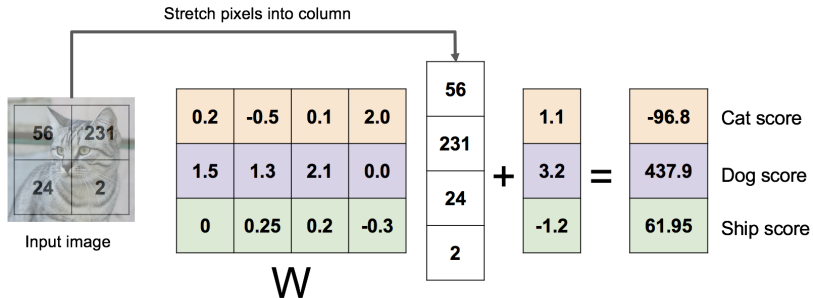 Stretch pixels into column
56 231
24 2
Input image
0.2 -0.5 0.1 2.0
1.5 1.3 2.1 0.0
0 0.25 0.2 -0.3
W
56
231
24
2
+
1.1
3.2
-1.2
=
-96.8 Cat score
437.9 Dog score
61.95 Ship score